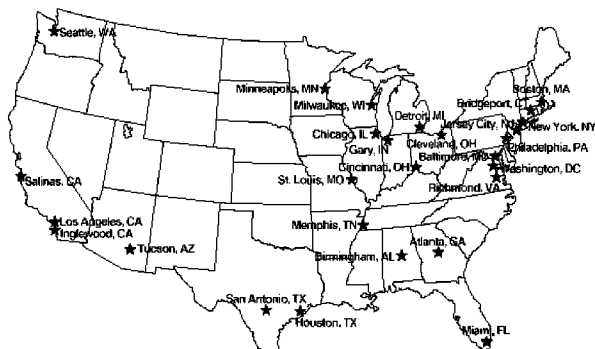 Seattle, WA
Boston, MA
Minneapolis, MN
Milwaukee, WI
Bridgeport, CT
Detroit, MI
Jersey City, NJ
New York, NY
Chicago, IL
Cleveland, OH
Gary, IN
Philadelphia, PA
Baltimore, MD
Cincinnati, OH
Washington, DC
Salinas, CA
St. Louis, MO
Richmond, VA
Los Angeles, CA
Inglewood, CA
Memphis, TN
Tucson, AZ
Atlanta, GA
Birmingham, AL
San Antonio, TX
Houston, TX
Miami, FL